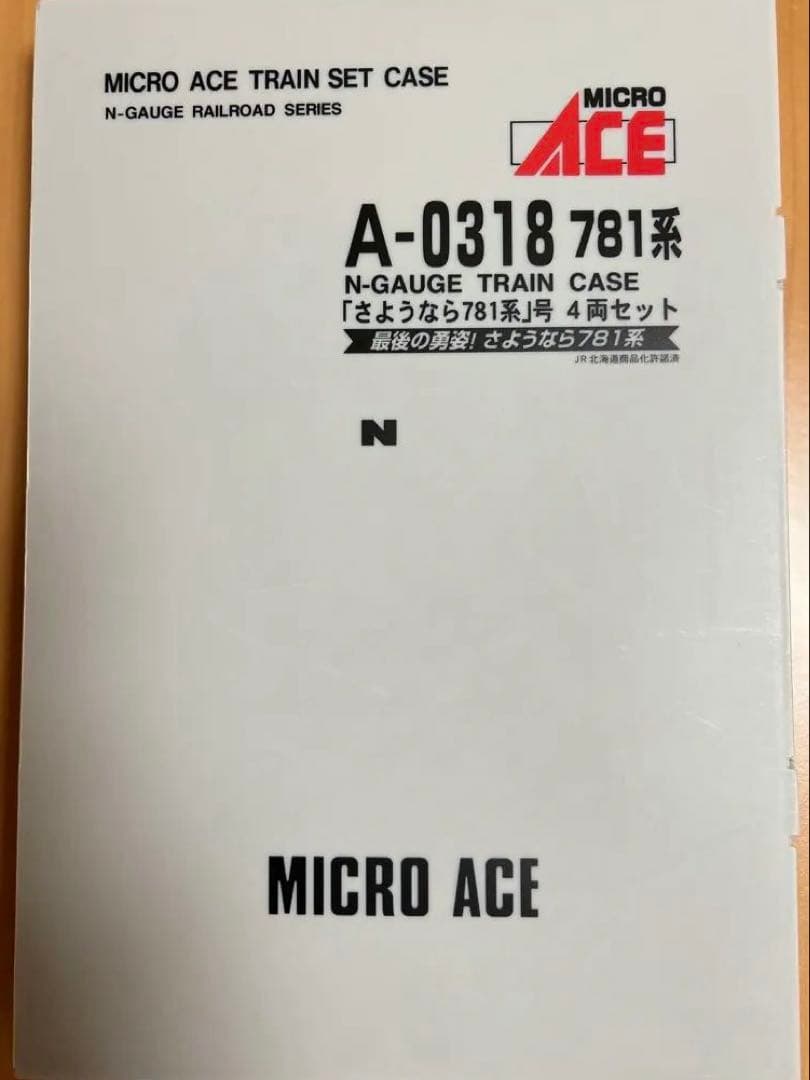 MICRO ACE TRAIN SET CASE
N-GAUGE RAILROAD SERIES
MICRO
ACE
A-0318 781系
N-GAUGE TRAIN CASE
「さようなら781系」号 4両セット
最後の勇姿!さようなら781系
JR北海道商品化許諾済
N
MICRO ACE